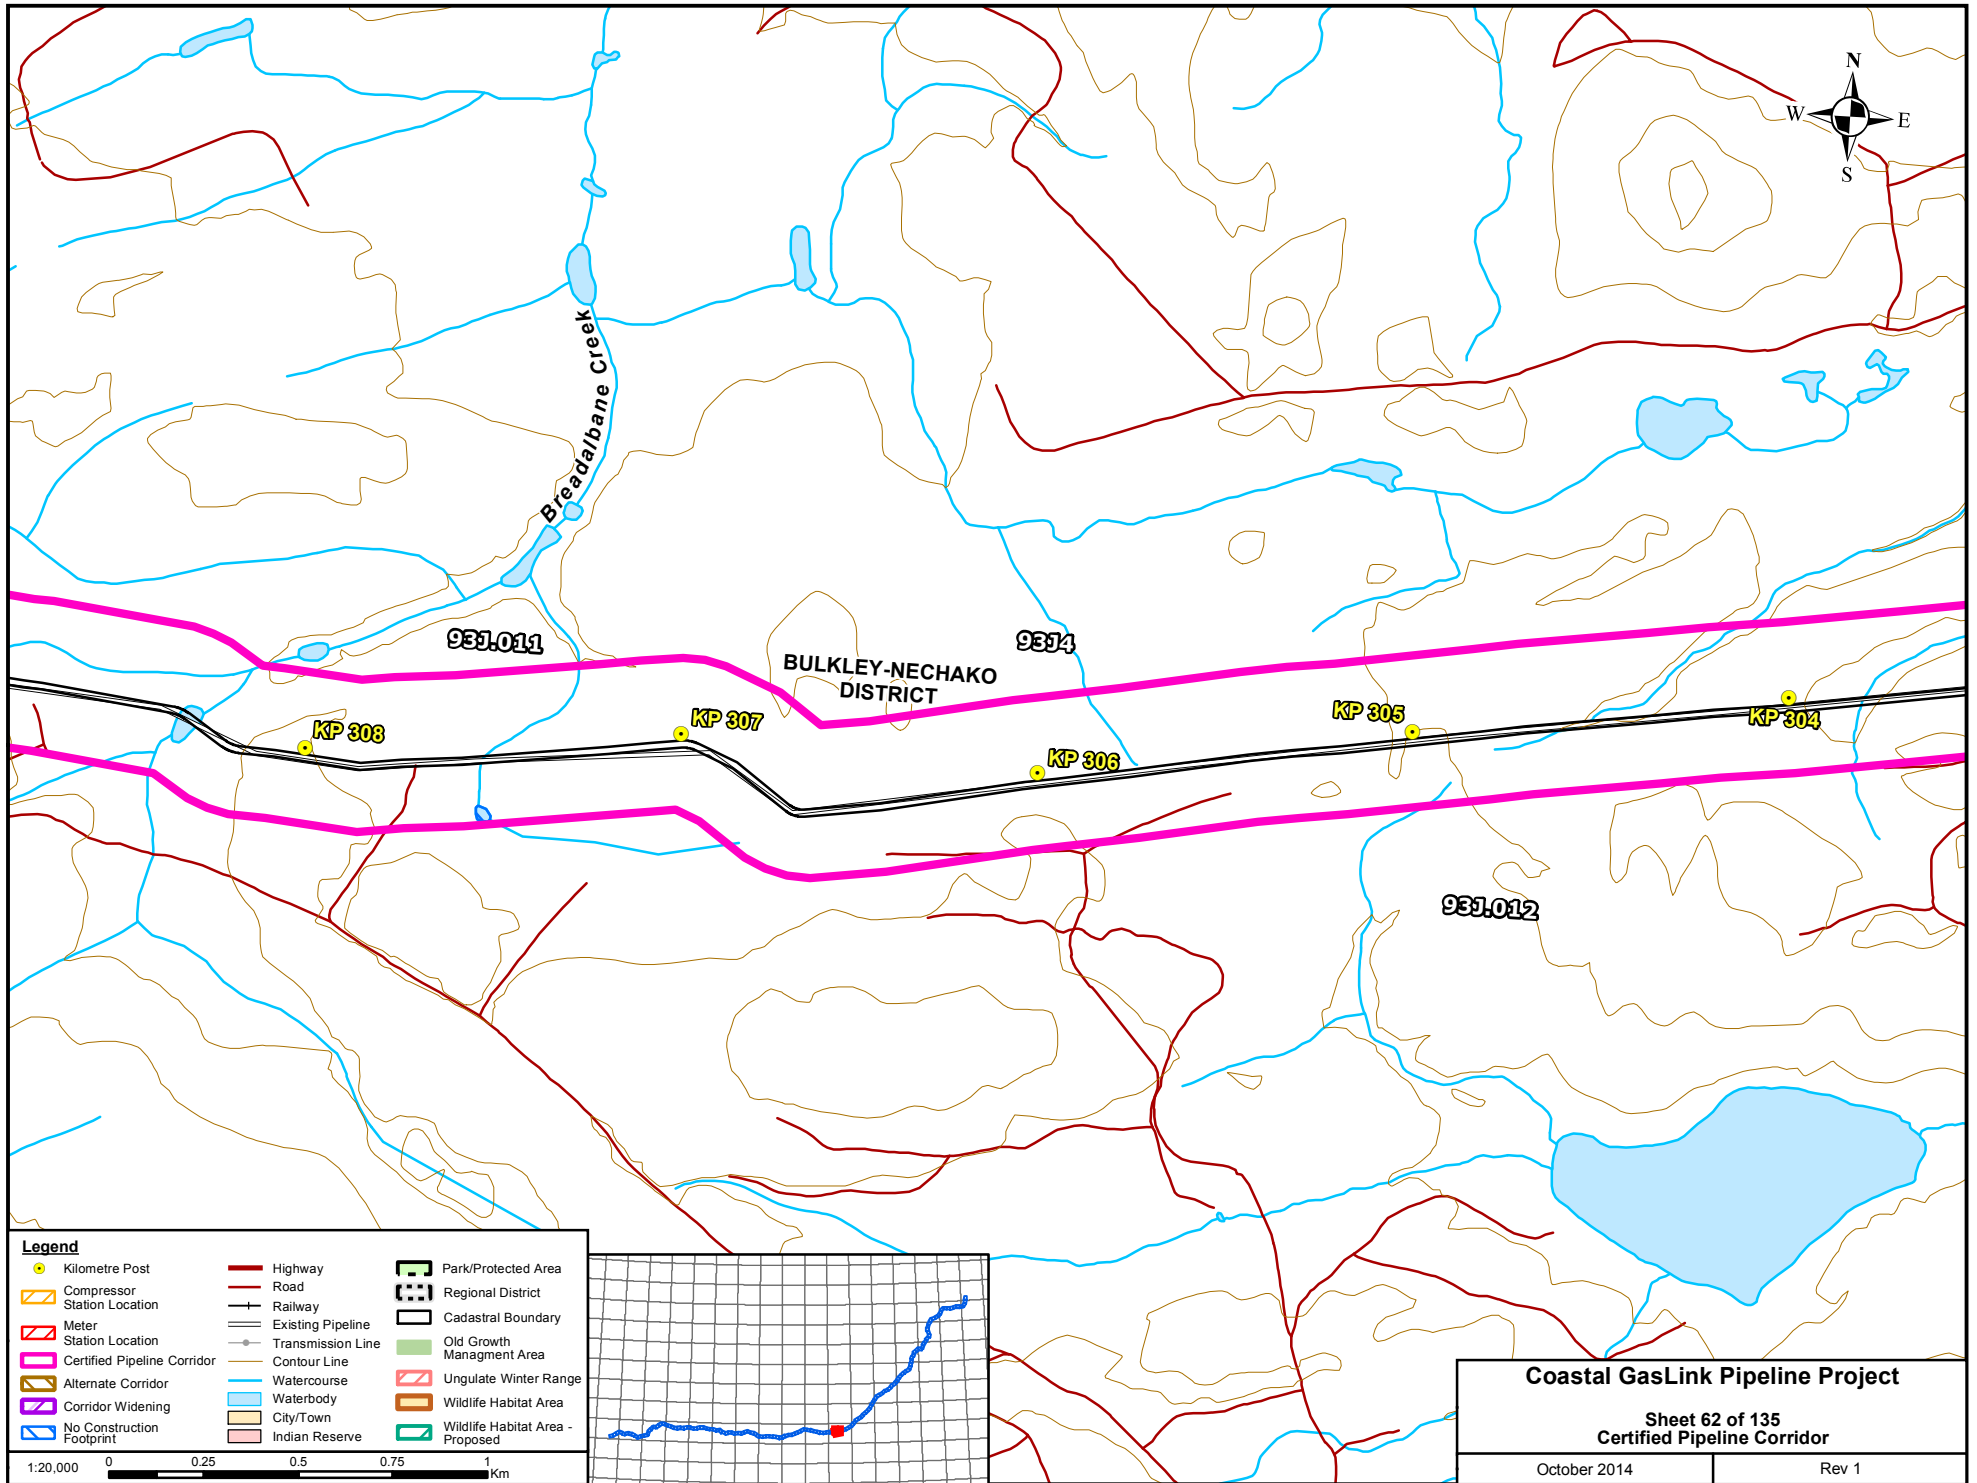 N
W
E
S
Breadalbane Creek
93J.011
93J4
BULKLEY-NECHAKO
DISTRICT
KP 308
KP 307
KP 306
KP 305
KP 304
93J.012
Legend
Kilometre Post
Compressor
Station Location
Meter
Station Location
Certified Pipeline Corridor
Alternate Corridor
Corridor Widening
No Construction
Footprint
Highway
Road
Railway
Existing Pipeline
Transmission Line
Contour Line
Watercourse
Waterbody
City/Town
Indian Reserve
Park/Protected Area
Regional District
Cadastral Boundary
Old Growth
Managment Area
Ungulate Winter Range
Wildlife Habitat Area
Wildlife Habitat Area -
Proposed
1:20,000
0 0.25 0.5 0.75 1
Km
Coastal GasLink Pipeline Project
Sheet 62 of 135
Certified Pipeline Corridor
October 2014
Rev 1